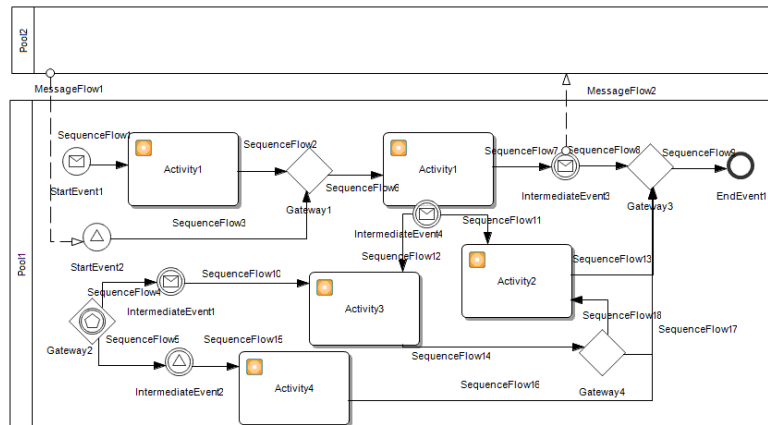 Pool2
MessageFlow1
MessageFlow2
Pool1
SequenceFlow1
SequenceFlow2
SequenceFlow7
SequenceFlow8
SequenceFlow9
Activity1
Activity1
StartEvent1
SequenceFlow6
IntermediateEvent3
EndEvent1
Gateway1
Gateway3
SequenceFlow3
SequenceFlow11
IntermediateEvent4
StartEvent2
SequenceFlow12
SequenceFlow13
SequenceFlow10
Activity2
SequenceFlow4
Activity3
IntermediateEvent1
SequenceFlow18
SequenceFlow17
SequenceFlow5
SequenceFlow15
Gateway2
SequenceFlow14
Gateway4
Activity4
SequenceFlow16
IntermediateEvent2